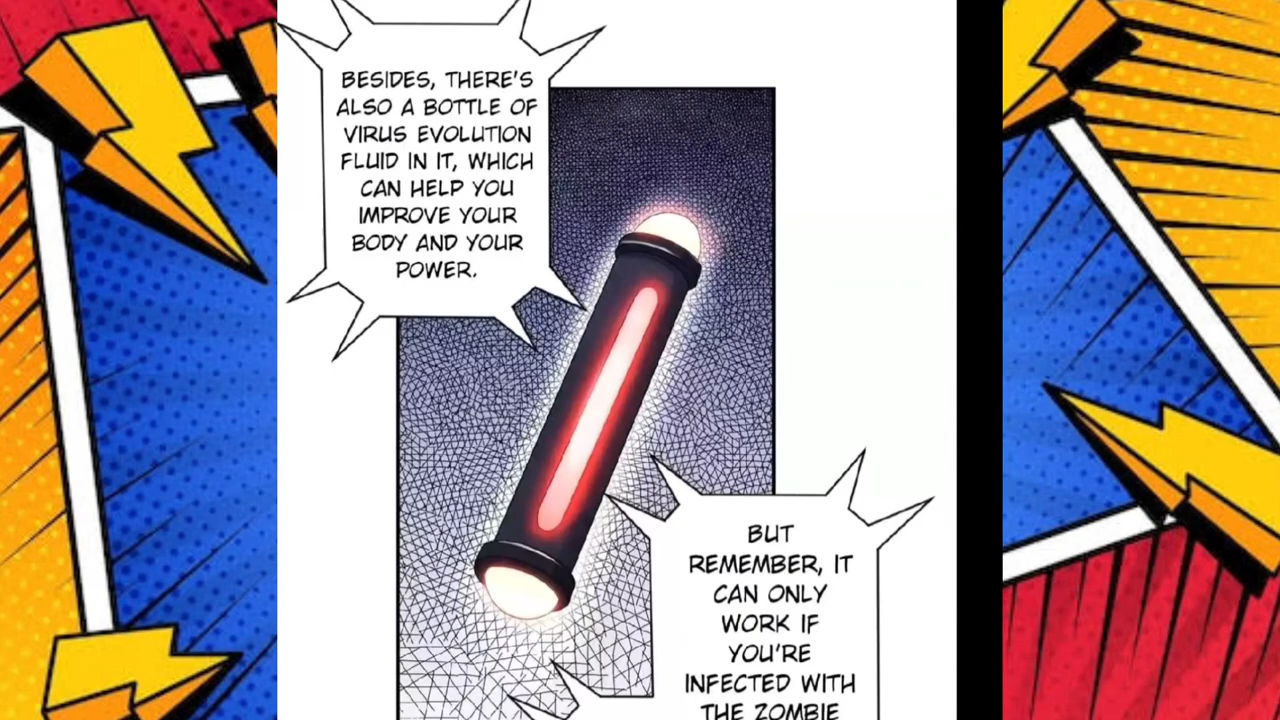 BESIDES, THERE'S
ALSO A BOTTLE OF
VIRUS EVOLUTION
FLUID IN IT, WHICH
CAN HELP YOU
IMPROVE YOUR
BODY AND YOUR
POWER.
BUT
REMEMBER, IT
CAN ONLY
WORK IF
YOU'RE
INFECTED WITH
THE ZOMBIE